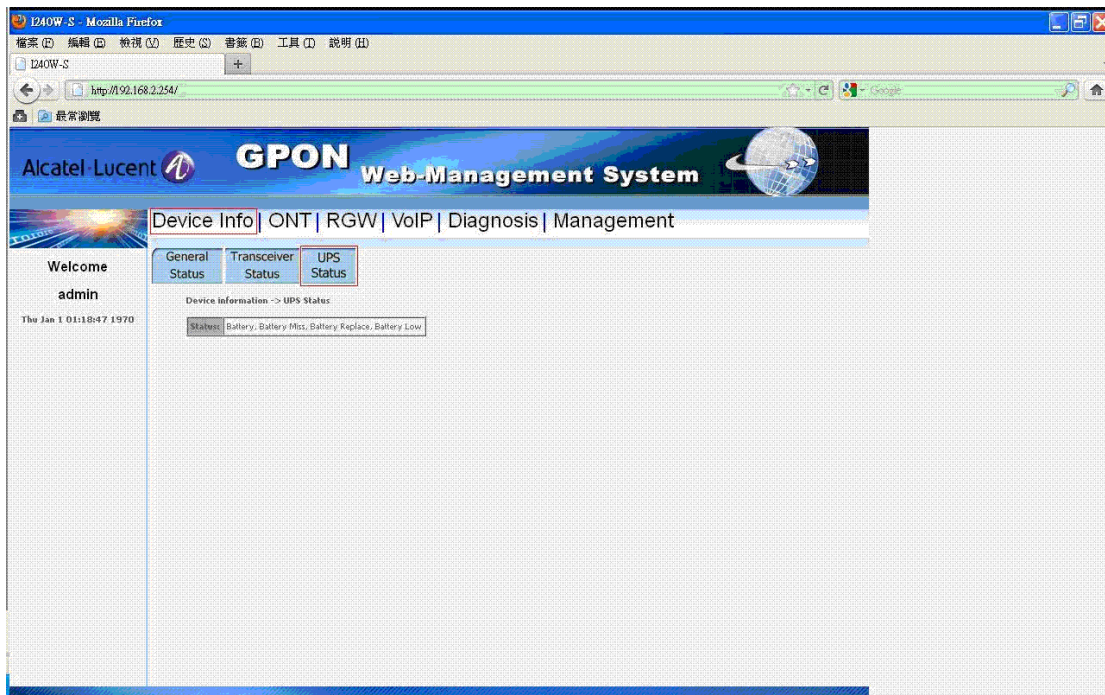 I240W-S - Mozilla Firefox
檔案(F) 編輯(E) 檢視(V) 歷史(S) 書籤(B) 工具(T) 說明(H)
I240W-S +
http://192.168.2.254/ Google
最常瀏覽
Alcatel·Lucent GPON Web-Management System
Device Info | ONT | RGW | VoIP | Diagnosis | Management
Welcome
admin
Thu Jan 1 01:18:47 1970
General Status
Transceiver Status
UPS Status
Device information -> UPS Status
Status: Battery, Battery Miss, Battery Replace, Battery Low